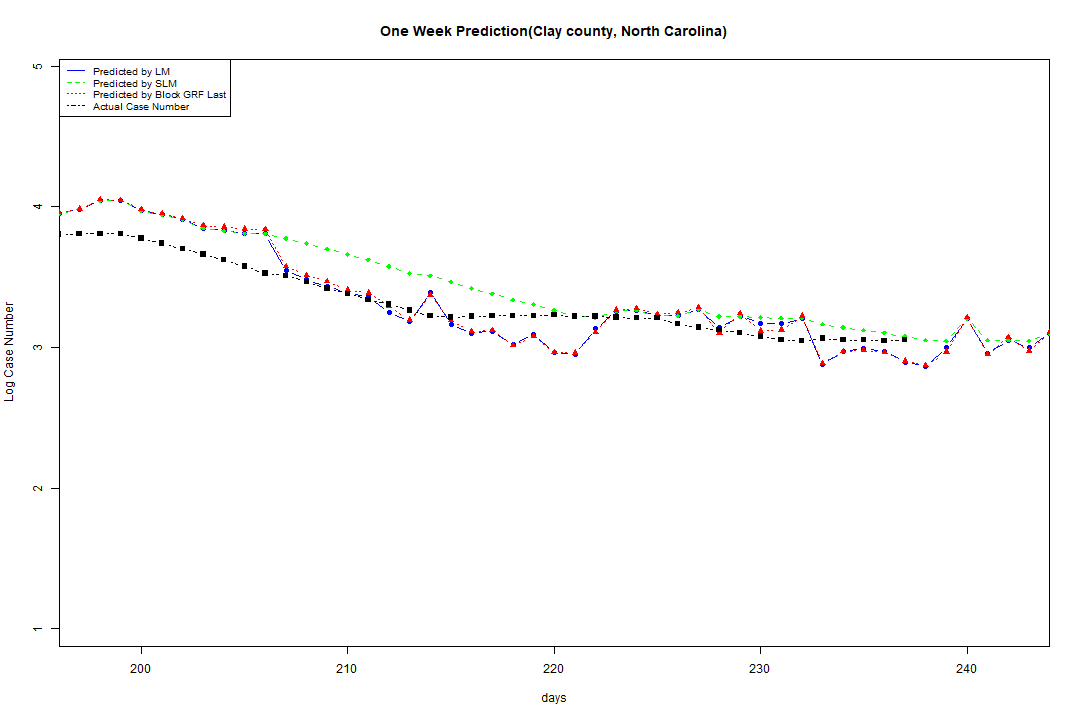 One Week Prediction(Clay county, North Carolina)
Predicted by LM
Predicted by SLM
Predicted by Block GRF Last
Actual Case Number
5
4
3
2
1
Log Case Number
200 210 220 230 240
days